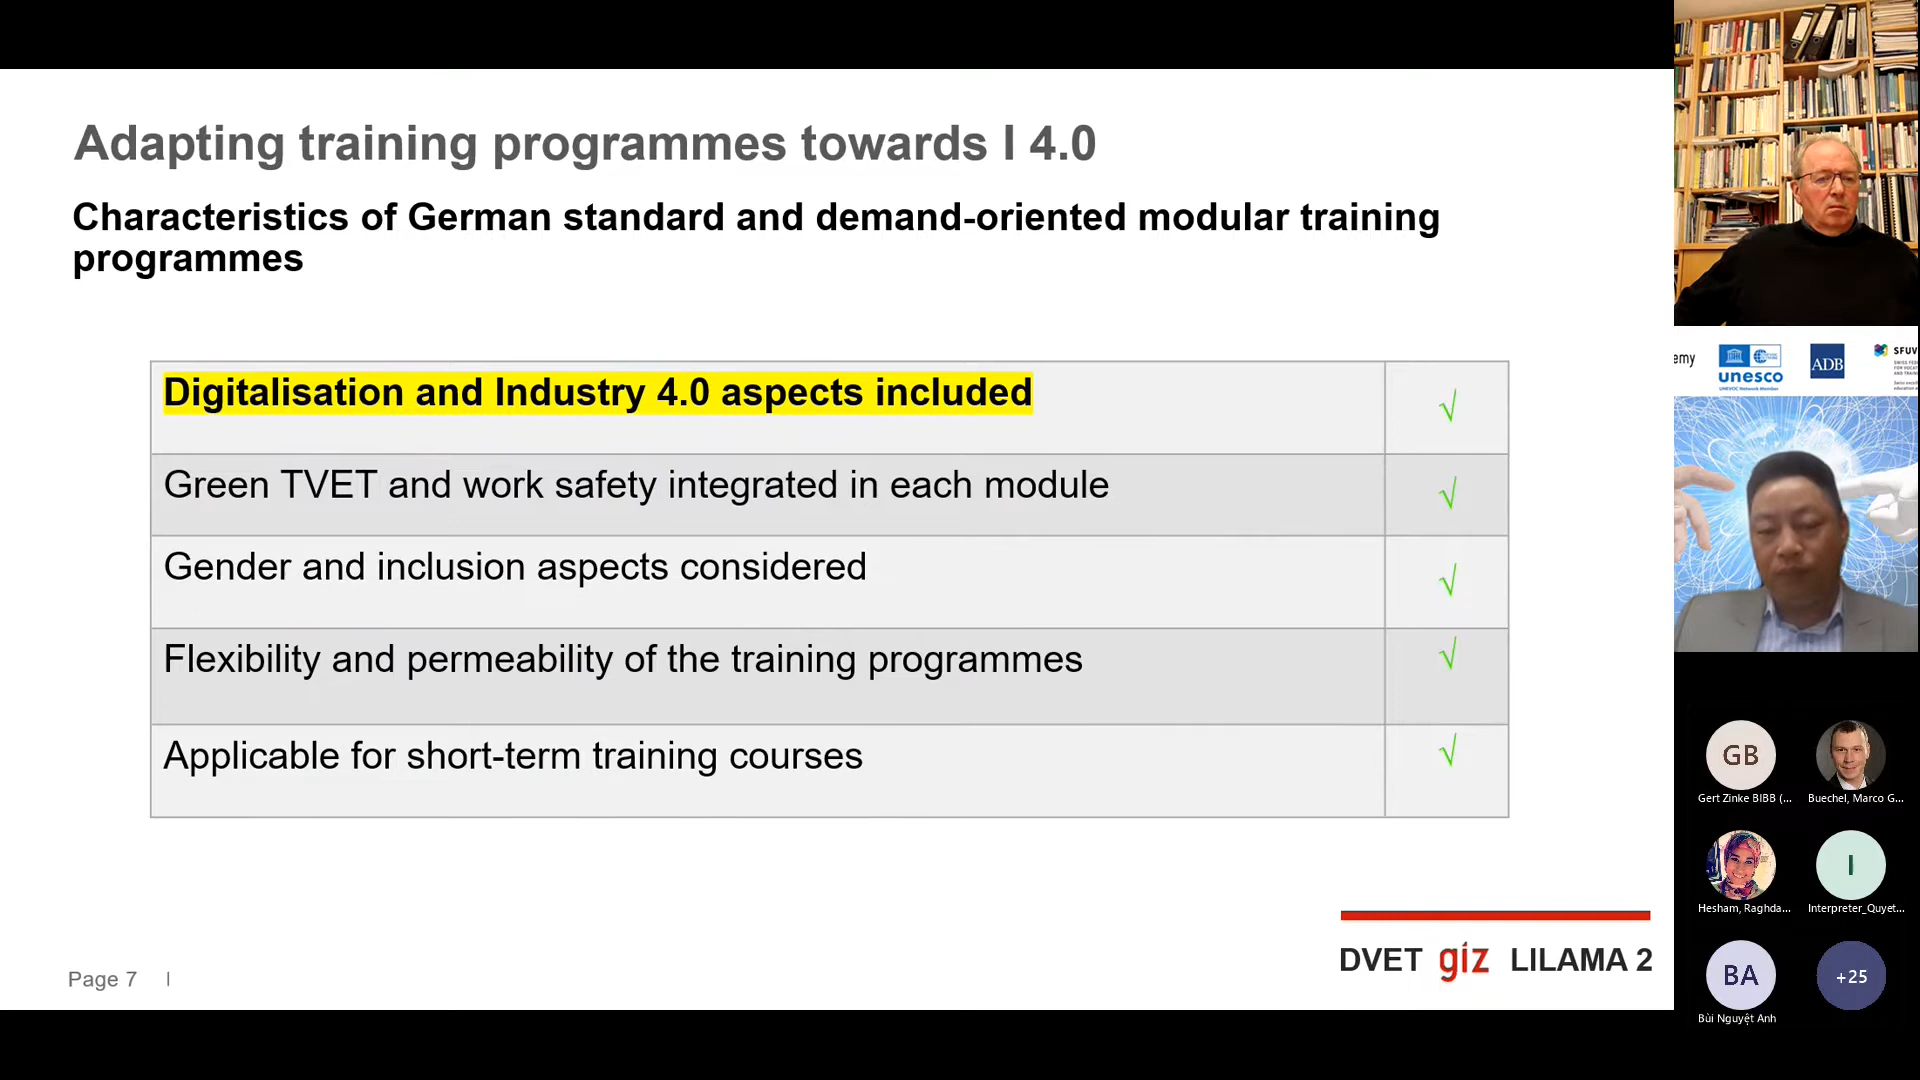 Adapting training programmes towards I 4.0
Characteristics of German standard and demand-oriented modular training
programmes
Digitalisation and Industry 4.0 aspects included √
Green TVET and work safety integrated in each module √
Gender and inclusion aspects considered √
Flexibility and permeability of the training programmes √
Applicable for short-term training courses √
Page 7 |
DVET giz LILAMA 2
emy
unesco
ADB
SFUV
GB
Gert Zinke BIBB (...
Buechel, Marco G...
Hesham, Raghda...
I
Interpreter_Quyet...
BA
Bùi Nguyệt Anh
+25